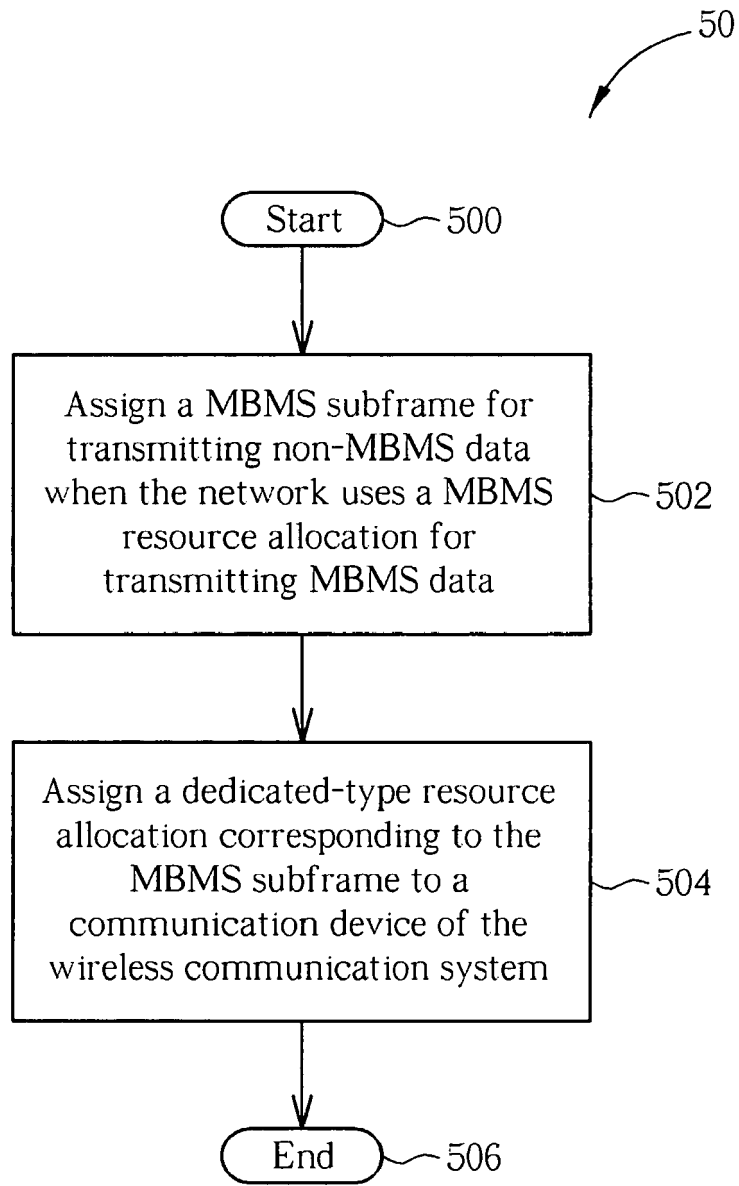 50
Start
500
Assign a MBMS subframe for
transmitting non-MBMS data
when the network uses a MBMS
resource allocation for
transmitting MBMS data
502
Assign a dedicated-type resource
allocation corresponding to the
MBMS subframe to a
communication device of the
wireless communication system
504
End
506